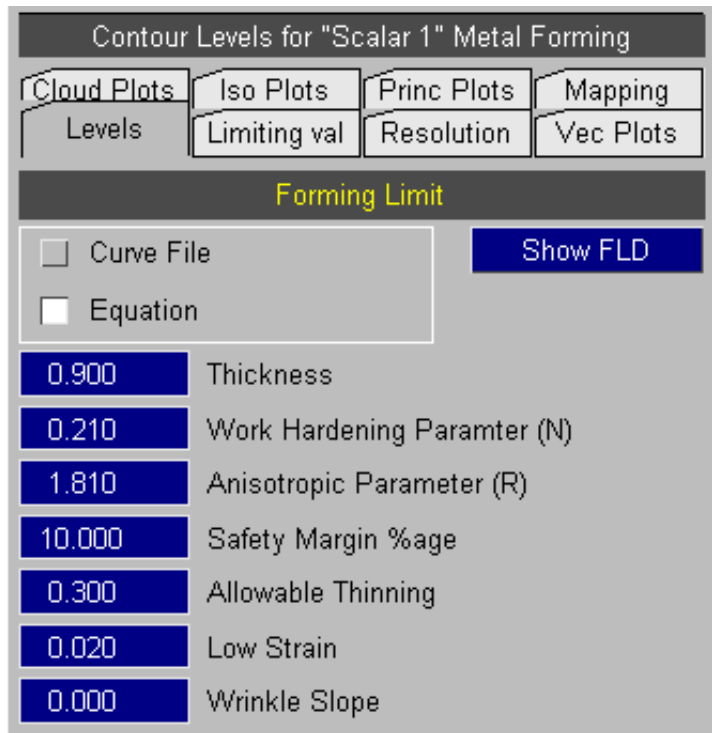 Contour Levels for "Scalar 1" Metal Forming
Cloud Plots Iso Plots Princ Plots Mapping
Levels Limiting val Resolution Vec Plots
Forming Limit
Curve File Show FLD
Equation
0.900 Thickness
0.210 Work Hardening Paramter (N)
1.810 Anisotropic Parameter (R)
10.000 Safety Margin %age
0.300 Allowable Thinning
0.020 Low Strain
0.000 Wrinkle Slope